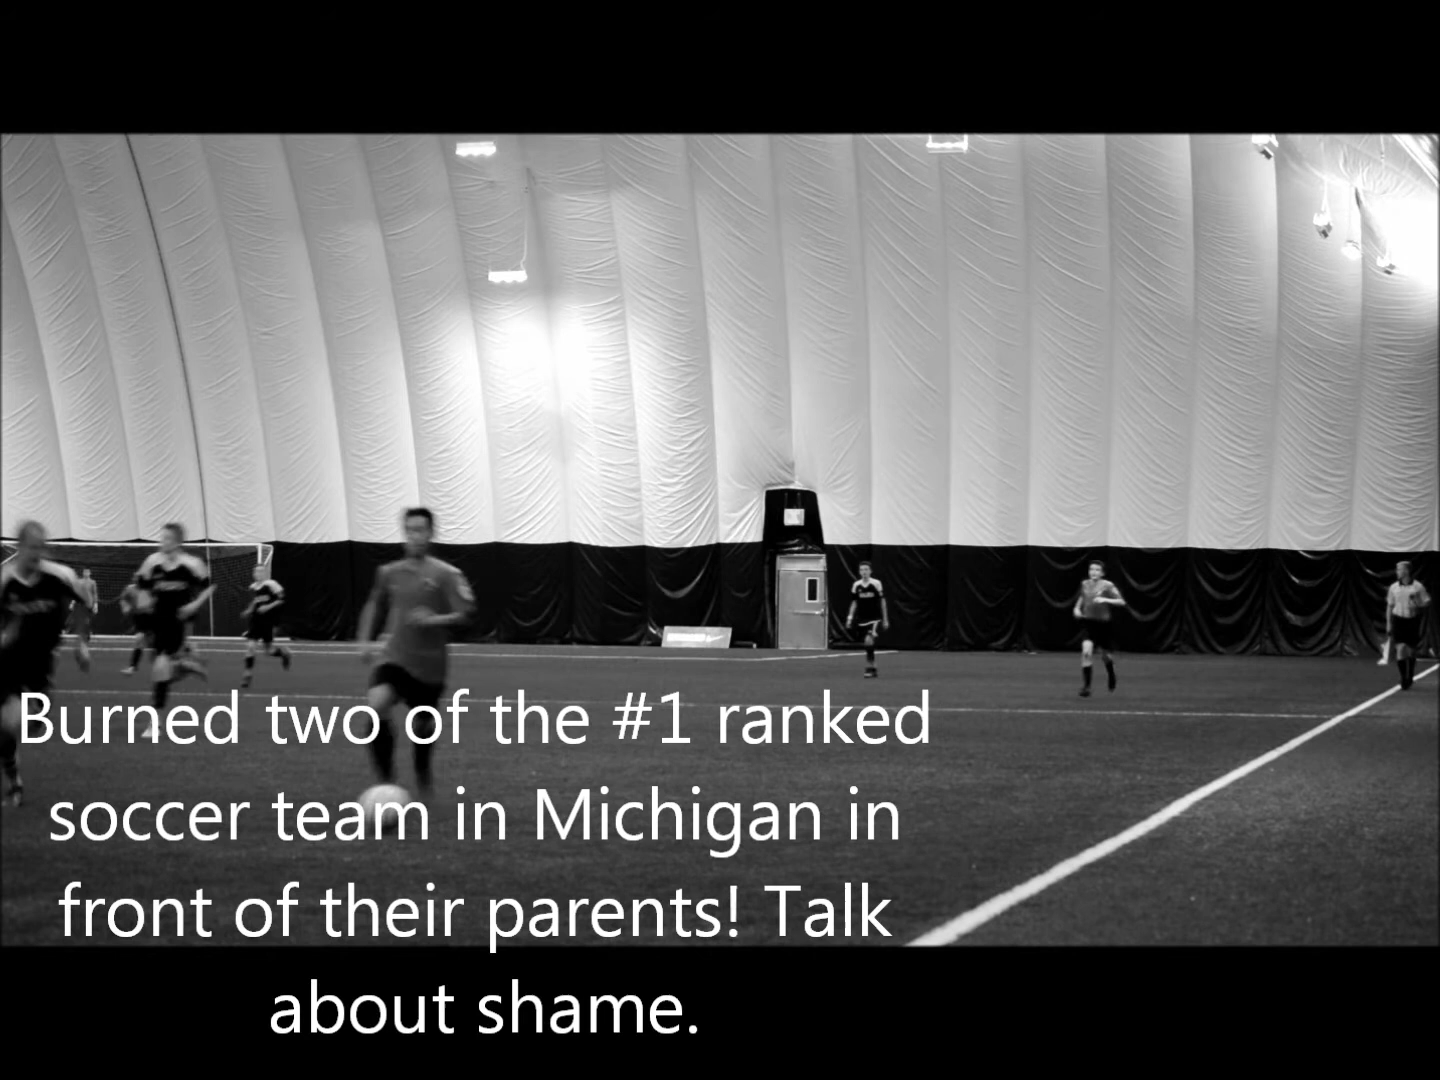 Burned two of the #1 ranked
soccer team in Michigan in
front of their parents! Talk
about shame.